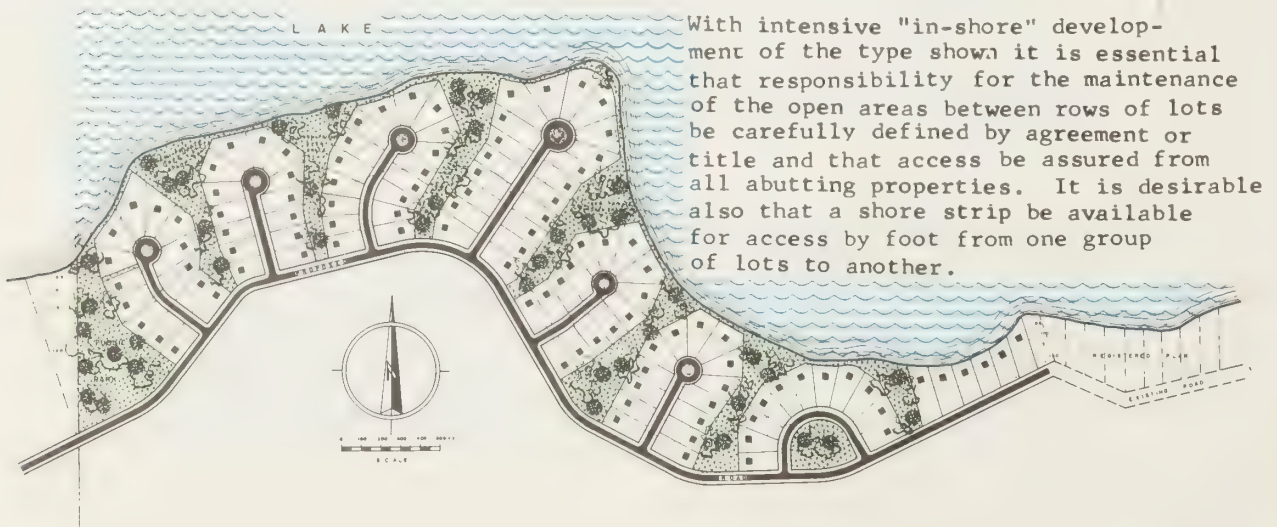 LAKE
With intensive "in-shore" develop-
ment of the type shown it is essential
that responsibility for the maintenance
of the open areas between rows of lots
be carefully defined by agreement or
title and that access be assured from
all abutting properties. It is desirable
also that a shore strip be available
for access by foot from one group
of lots to another.
PROPOSED
PUBLIC
PARK
N
REGISTERED PLAN
EXISTING ROAD
SCALE
ROAD